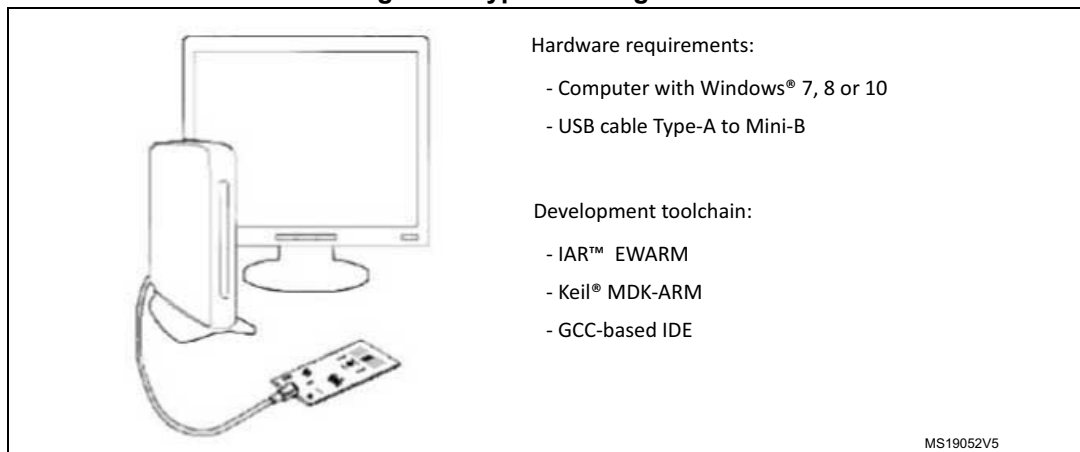 Hardware requirements:
- Computer with Windows® 7, 8 or 10
- USB cable Type-A to Mini-B
Development toolchain:
- IAR™ EWARM
- Keil® MDK-ARM
- GCC-based IDE
MS19052V5